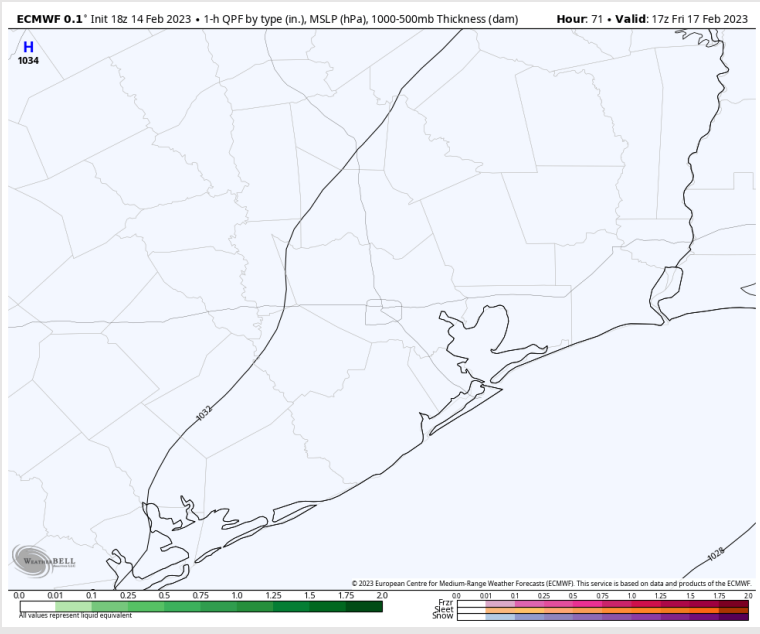 ECMWF 0.1° Init 18z 14 Feb 2023 • 1-h QPF by type (in.), MSLP (hPa), 1000-500mb Thickness (dam) Hour: 71 • Valid: 17z Fri 17 Feb 2023
H
1034
1032
1028
WeatherBELL
© 2023 European Centre for Medium-Range Weather Forecasts (ECMWF). This service is based on data and products of the ECMWF.
0.0 0.01 0.1 0.25 0.5 0.75 1.0 1.25 1.5 1.75 2.0
All values represent liquid equivalent
0.0 0.01 0.1 0.25 0.5 0.75 1.0 1.25 1.5 1.75 2.0
Frzr
Sleet
Snow